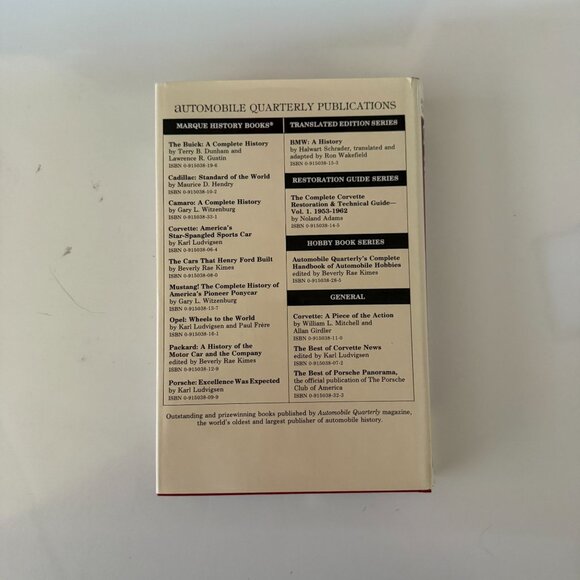 aUTOMOBILE QUARTERLY PUBLICATIONS
MARQUE HISTORY BOOKS®
The Buick: A Complete History
by Terry B. Dunham and
Lawrence R. Gustin
ISBN 0-915038-19-6
Cadillac: Standard of the World
by Maurice D. Hendry
ISBN 0-915038-10-2
Camaro: A Complete History
by Gary L. Witzenburg
ISBN 0-915038-33-1
Corvette: America's
Star-Spangled Sports Car
by Karl Ludvigsen
ISBN 0-915038-06-4
The Cars That Henry Ford Built
by Beverly Rae Kimes
ISBN 0-915038-08-0
Mustang! The Complete History of
America's Pioneer Ponycar
by Gary L. Witzenburg
ISBN 0-915038-13-7
Opel: Wheels to the World
by Karl Ludvigsen and Paul Frère
ISBN 0-915038-16-1
Packard: A History of the
Motor Car and the Company
edited by Beverly Rae Kimes
ISBN 0-915038-12-9
Porsche: Excellence Was Expected
by Karl Ludvigsen
ISBN 0-915038-09-9
TRANSLATED EDITION SERIES
BMW: A History
by Halwart Schrader, translated and
adapted by Ron Wakefield
ISBN 0-915038-15-3
RESTORATION GUIDE SERIES
The Complete Corvette
Restoration & Technical Guide—
Vol. 1. 1953-1962
by Noland Adams
ISBN 0-915038-14-5
HOBBY BOOK SERIES
Automobile Quarterly's Complete
Handbook of Automobile Hobbies
edited by Beverly Rae Kimes
ISBN 0-915038-28-5
GENERAL
Corvette: A Piece of the Action
by William L. Mitchell and
Allan Girdler
ISBN 0-915038-11-0
The Best of Corvette News
edited by Karl Ludvigsen
ISBN 0-915038-07-2
The Best of Porsche Panorama,
the official publication of The Porsche
Club of America
ISBN 0-915038-32-3
Outstanding and prizewinning books published by Automobile Quarterly magazine,
the world's oldest and largest publisher of automobile history.